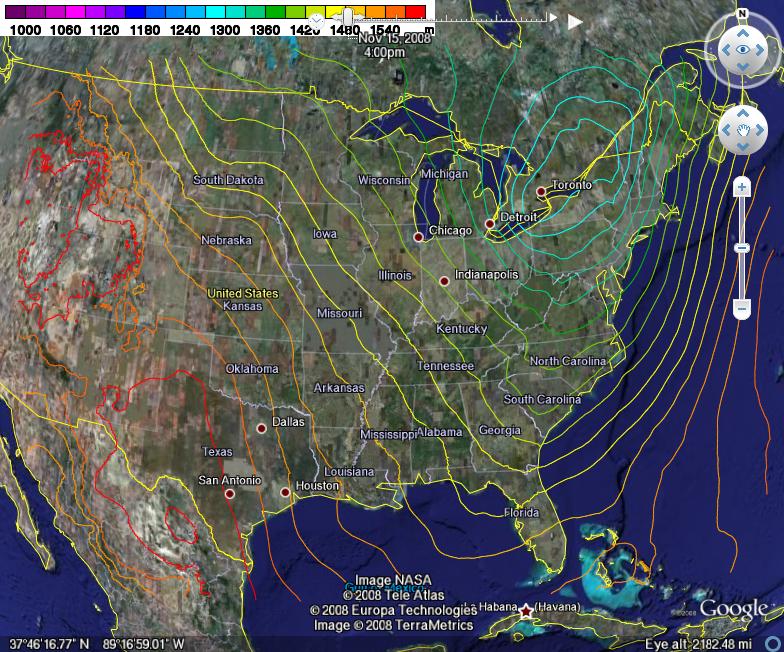 1000 1060 1120 1180 1240 1300 1360 1420 1480 1540 m
Nov 15, 2008
4:00pm
N
Toronto
South Dakota
Wisconsin
Michigan
Detroit
Chicago
Iowa
Nebraska
Illinois
Indianapolis
United States
Kansas
Missouri
Kentucky
Oklahoma
Tennessee
North Carolina
Arkansas
South Carolina
Dallas
Mississippi
Alabama
Georgia
Texas
Louisiana
San Antonio
Houston
Florida
Image NASA
© 2008 Tele Atlas
© 2008 Europa Technologies
Image © 2008 TerraMetrics
La Habana (Havana)
©2008 Google
37°46'16.77" N 89°16'59.01" W
Eye alt 2182.48 mi